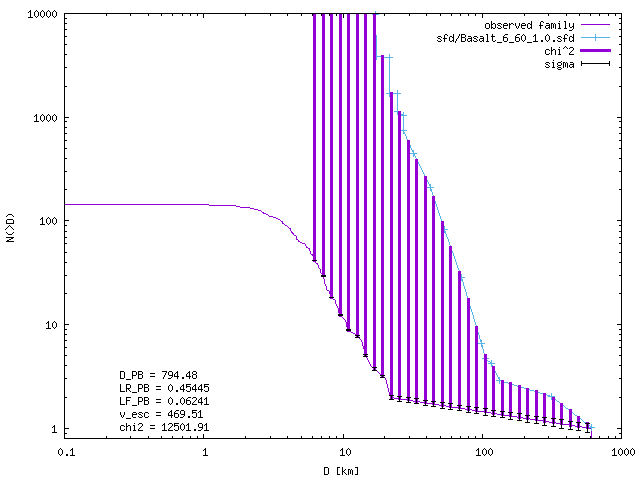 10000
1000
100
10
1
N(>D)
observed family
sfd/Basalt_6_60_1.0.sfd
chi^2
sigma
D_PB = 794.48
LR_PB = 0.45445
LF_PB = 0.06241
v_esc = 469.51
chi2 = 12501.91
0.1 1 10 100 1000
D [km]